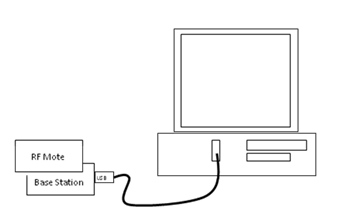 RF Mote
Base Station
USB